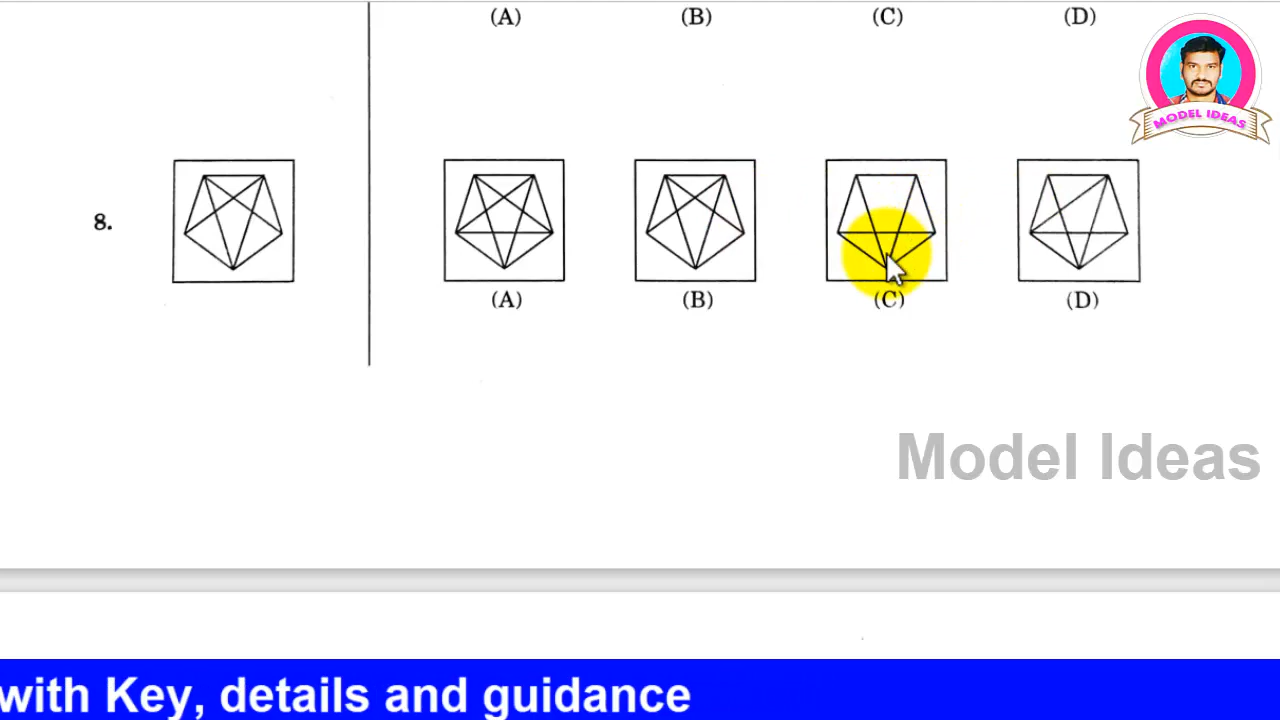 (A) (B) (C) (D)
MODEL IDEAS
8.
(A) (B) (C) (D)
Model Ideas
with Key, details and guidance